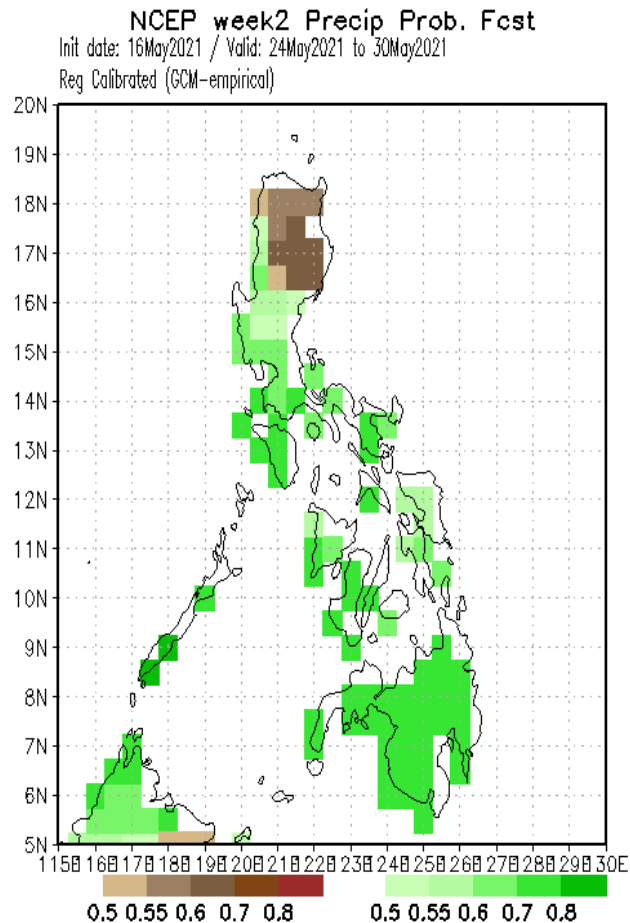 NCEP week2 Precip Prob. Fcst
Init date: 16May2021 / Valid: 24May2021 to 30May2021
Reg Calibrated (GCM-empirical)
20N
19N
18N
17N
16N
15N
14N
13N
12N
11N
10N
9N
8N
7N
6N
5N
0.5 0.55 0.6 0.7 0.8
0.5 0.55 0.6 0.7 0.8